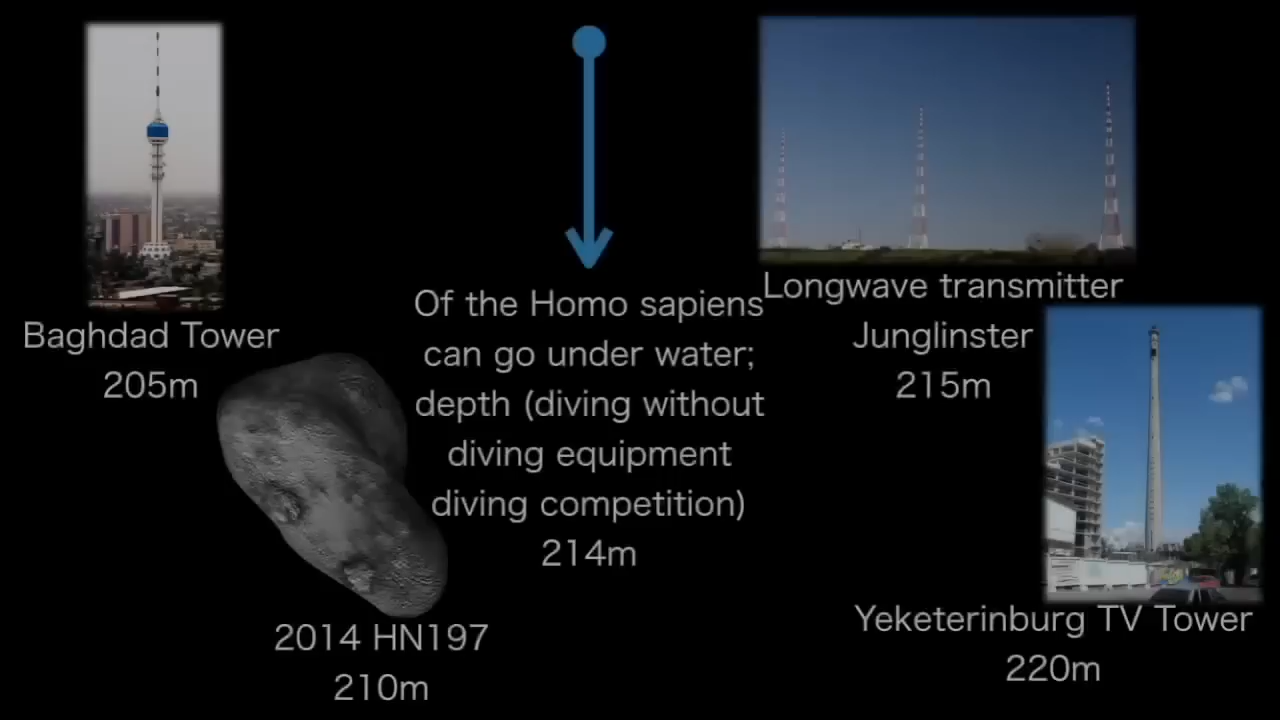 Baghdad Tower
205m
2014 HN197
210m
Of the Homo sapiens
can go under water;
depth (diving without
diving equipment
diving competition)
214m
Longwave transmitter
Junglinster
215m
Yeketerinburg TV Tower
220m